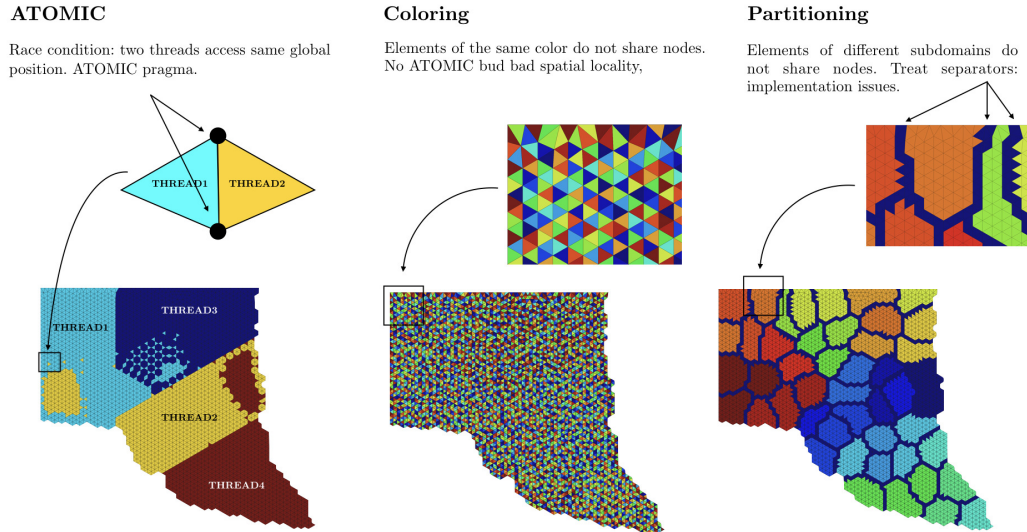 ATOMIC
Race condition: two threads access same global
position. ATOMIC pragma.
THREAD1
THREAD2
THREAD1
THREAD3
THREAD2
THREAD4
Coloring
Elements of the same color do not share nodes.
No ATOMIC bud bad spatial locality,
Partitioning
Elements of different subdomains do
not share nodes. Treat separators:
implementation issues.